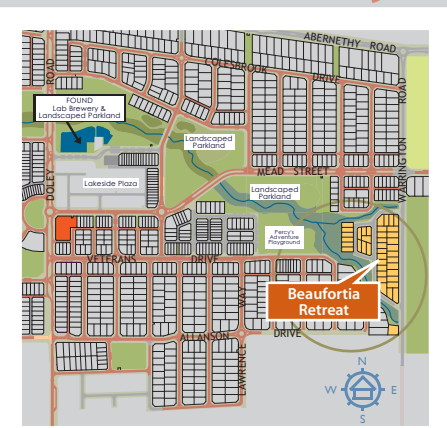 ABERNETHY ROAD
COLESBROOK DRIVE
ROAD
ROAD
FOUND
Lab Brewery &
Landscaped Parkland
Landscaped
Parkland
MEAD STREET
WARRINGTON
Lakeside Plaza
DOLEY
Landscaped
Parkland
Percy's
Adventure
Playground
VETERANS DRIVE
Beaufortia
Retreat
WAY
ALLANSON DRIVE
LAWRENCE
N
W E
S